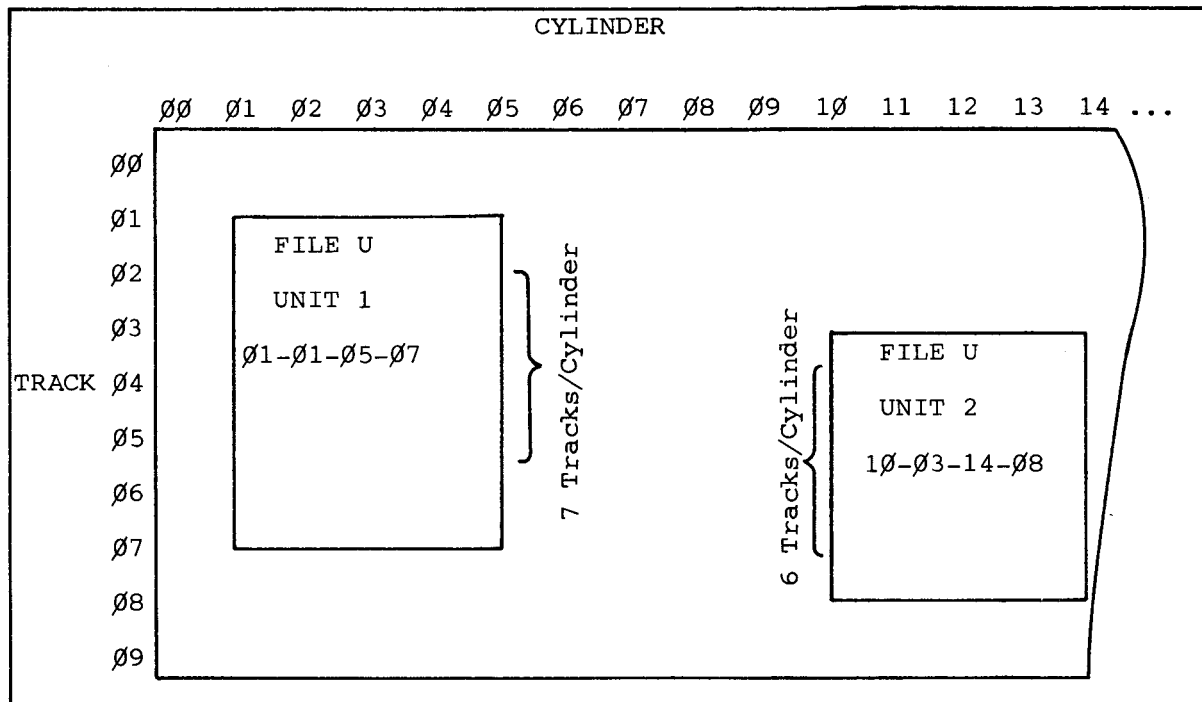 CYLINDER
ØØ Ø1 Ø2 Ø3 Ø4 Ø5 Ø6 Ø7 Ø8 Ø9 1Ø 11 12 13 14 ...
ØØ
Ø1
Ø2
Ø3
TRACK Ø4
Ø5
Ø6
Ø7
Ø8
Ø9
FILE U
UNIT 1
Ø1-Ø1-Ø5-Ø7
7 Tracks/Cylinder
6 Tracks/Cylinder
FILE U
UNIT 2
1Ø-Ø3-14-Ø8